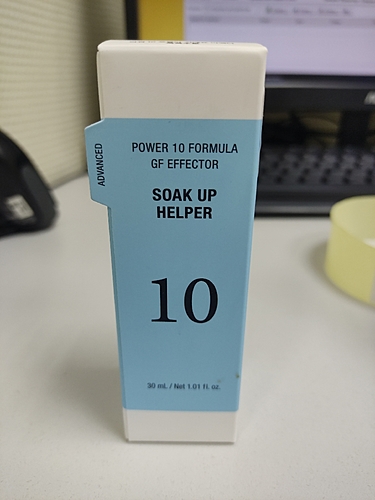 ADVANCED
POWER 10 FORMULA
GF EFFECTOR
SOAK UP
HELPER
10
30 mL / Net 1.01 fl. oz.